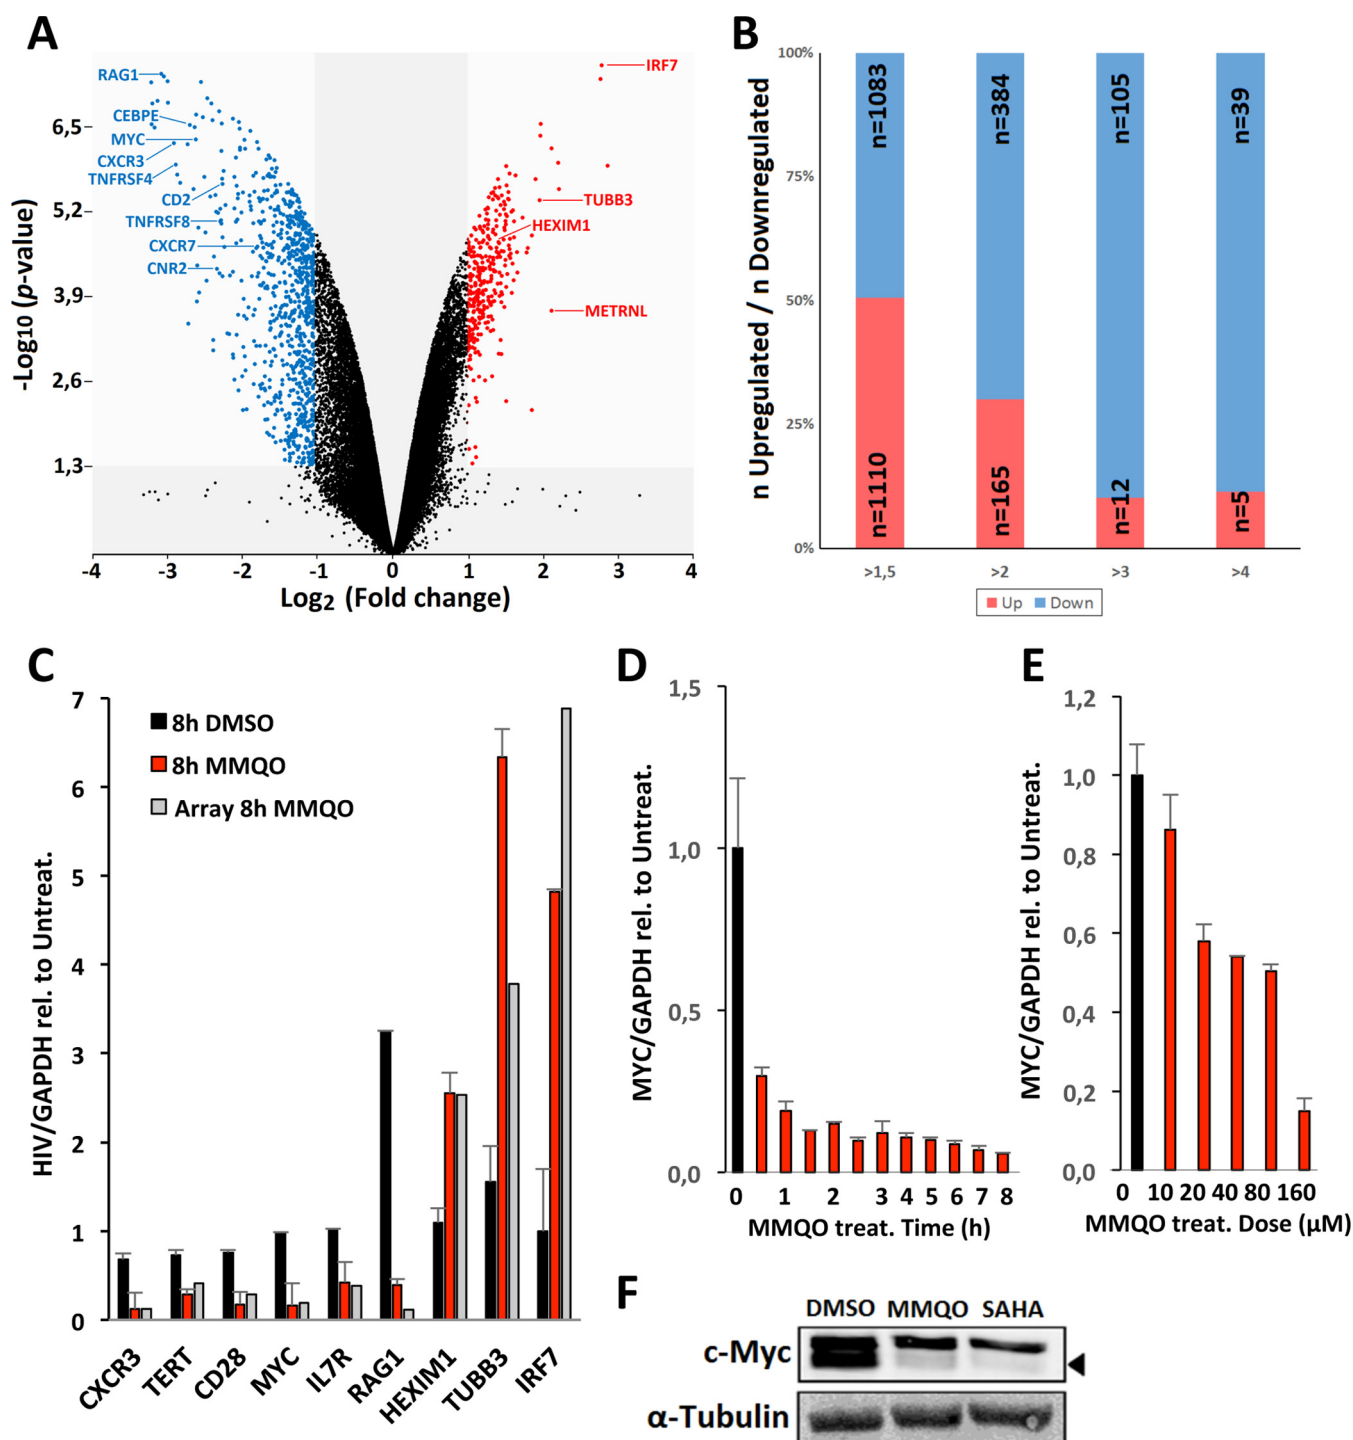 A
RAG1
CEBPE
MYC
CXCR3
TNFRSF4
CD2
TNFRSF8
CXCR7
CNR2
IRF7
TUBB3
HEXIM1
METRNL
6,5
5,2
3,9
2,6
1,3
-Log10 (p-value)
-4 -3 -2 -1 0 1 2 3 4
Log2 (Fold change)
B
n Upregulated / n Downregulated
100%
75%
50%
25%
0%
n=1083
n=384
n=105
n=39
n=1110
n=165
n=12
n=5
>1,5 >2 >3 >4
Up Down
C
HIV/GAPDH rel. to Untreat.
7
6
5
4
3
2
1
0
8h DMSO
8h MMQO
Array 8h MMQO
CXCR3 TERT CD28 MYC IL7R RAG1 HEXIM1 TUBB3 IRF7
D
MYC/GAPDH rel. to Untreat.
1,5
1,0
0,5
0,0
0 1 2 3 4 5 6 7 8
MMQO treat. Time (h)
E
MYC/GAPDH rel. to Untreat.
1,2
1,0
0,8
0,6
0,4
0,2
0,0
0 10 20 40 80 160
MMQO treat. Dose (µM)
F
DMSO MMQO SAHA
c-Myc
α-Tubulin